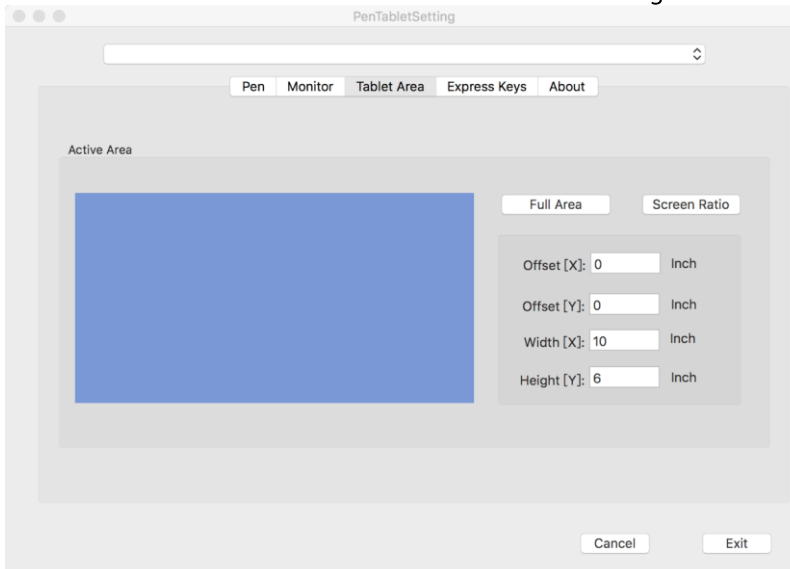 PenTabletSetting
Pen Monitor Tablet Area Express Keys About
Active Area
Full Area Screen Ratio
Offset [X]: 0 Inch
Offset [Y]: 0 Inch
Width [X]: 10 Inch
Height [Y]: 6 Inch
Cancel Exit